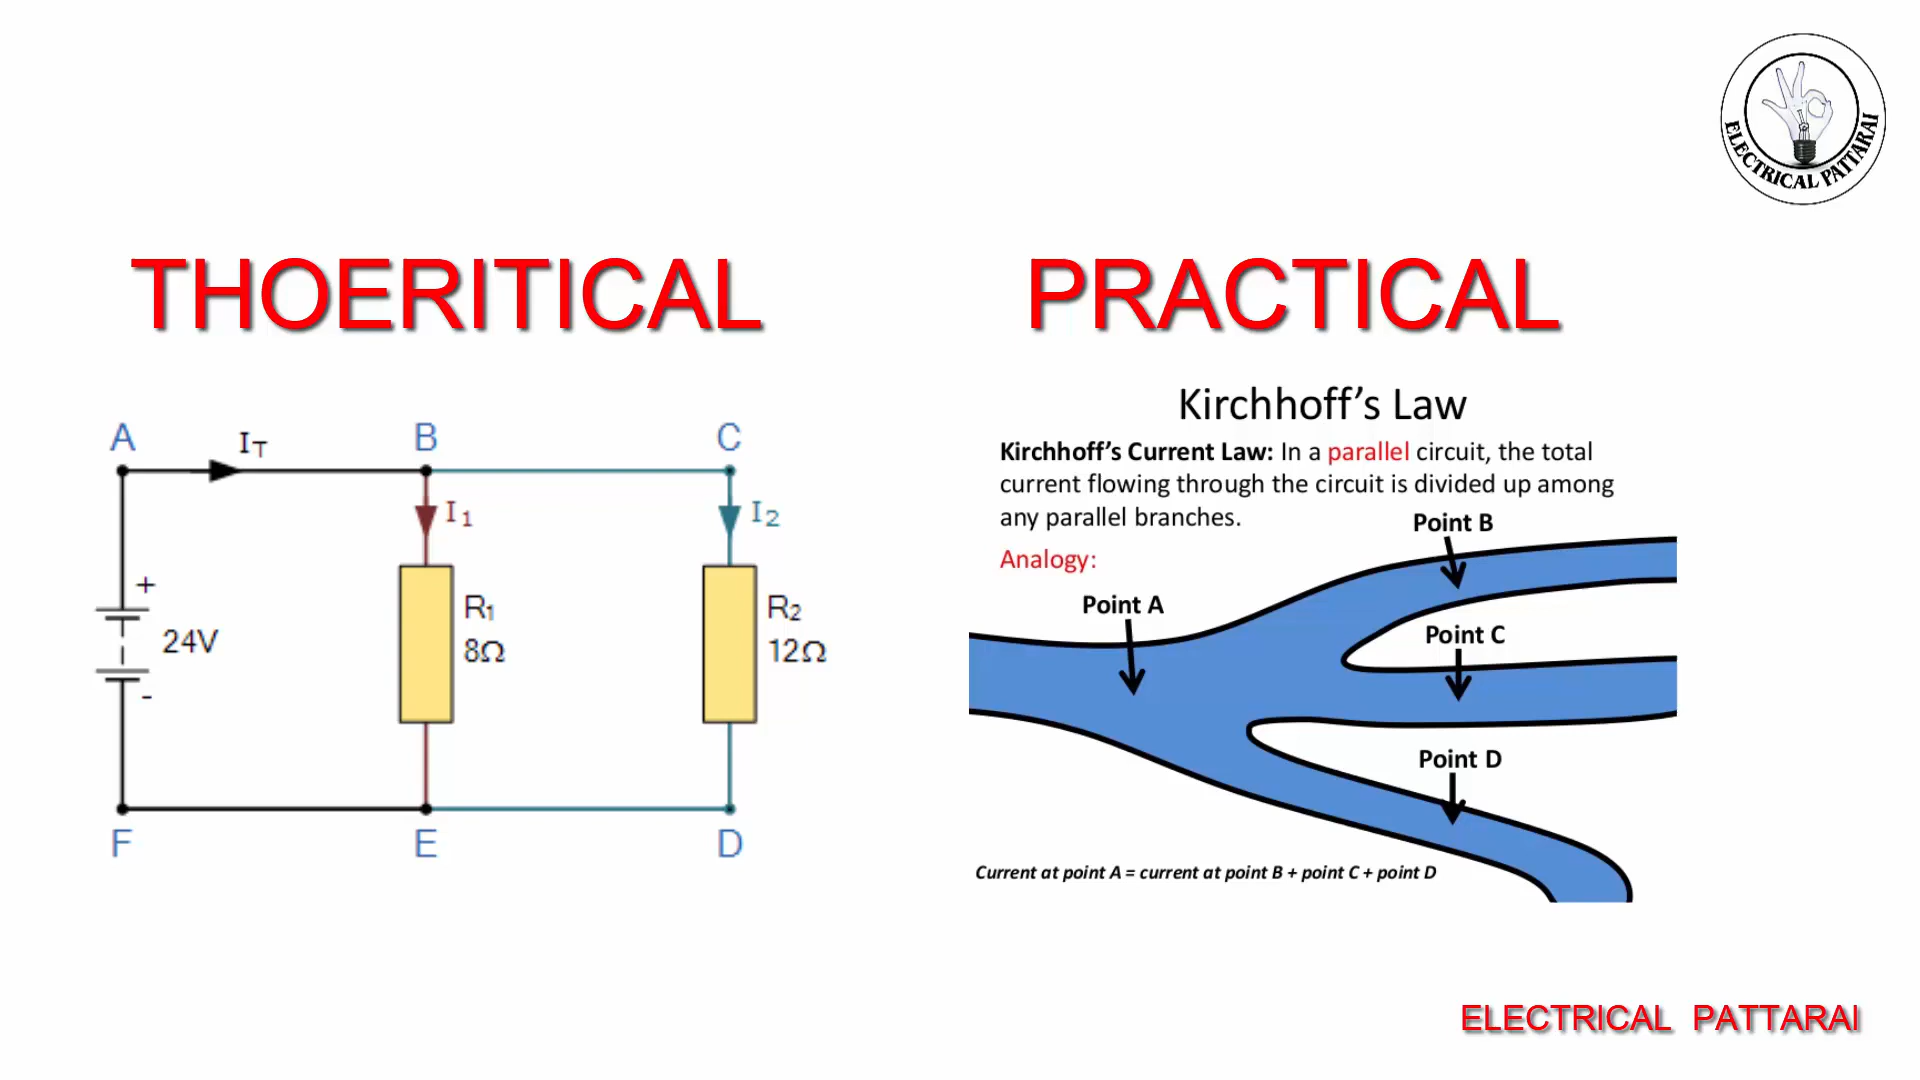 ELECTRICAL PATTARAI
THOERITICAL
PRACTICAL
A
IT
B
C
I1
I2
+
24V
-
R1
8Ω
R2
12Ω
F
E
D
Kirchhoff’s Law
Kirchhoff’s Current Law: In a parallel circuit, the total
current flowing through the circuit is divided up among
any parallel branches.
Point B
Analogy:
Point A
Point C
Point D
Current at point A = current at point B + point C + point D
ELECTRICAL PATTARAI